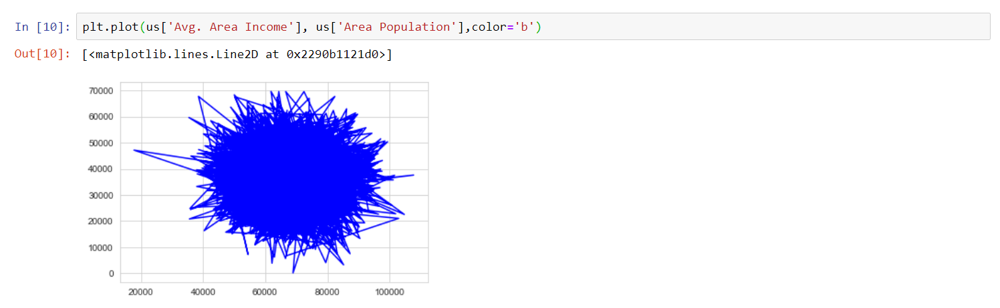 In [10]: plt.plot(us['Avg. Area Income'], us['Area Population'],color='b')
Out[10]: [<matplotlib.lines.Line2D at 0x2290b1121d0>]
70000
60000
50000
40000
30000
20000
10000
0
20000 40000 60000 80000 100000